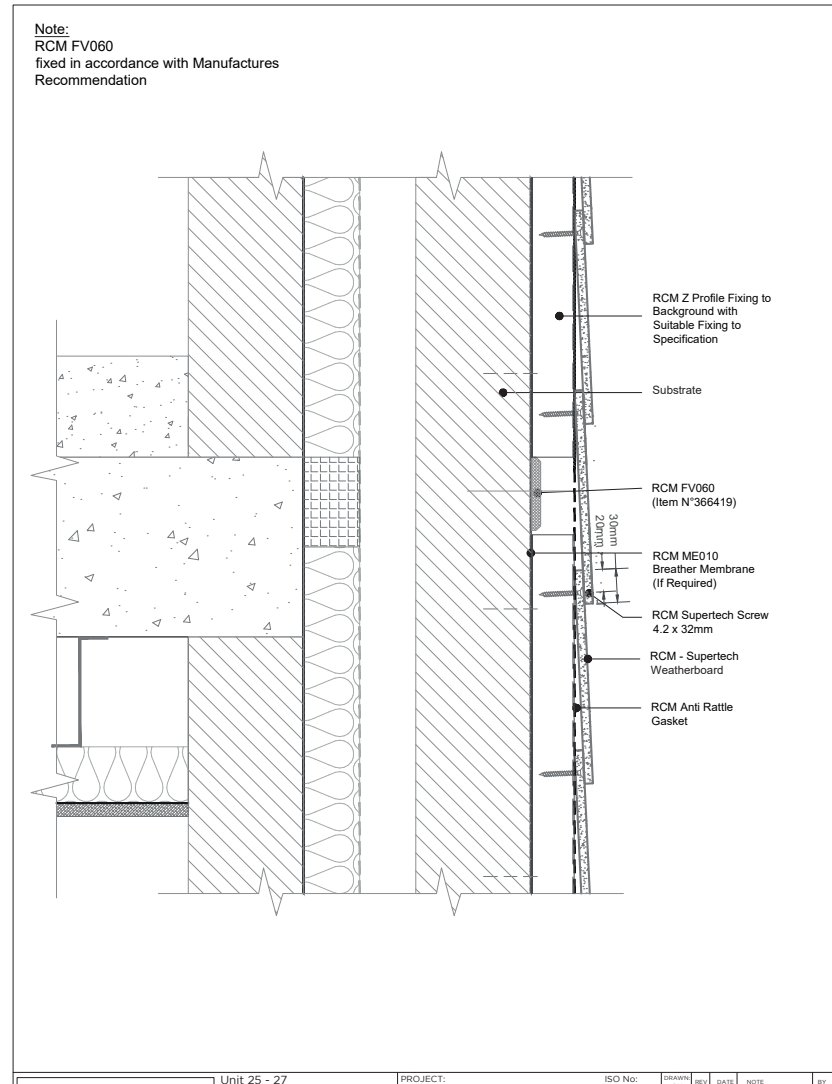 Note:
RCM FV060
fixed in accordance with Manufactures
Recommendation
RCM Z Profile Fixing to
Background with
Suitable Fixing to
Specification
Substrate
RCM FV060
(Item N°366419)
30mm
20mm
RCM ME010
Breather Membrane
(If Required)
RCM Supertech Screw
4.2 x 32mm
RCM - Supertech
Weatherboard
RCM Anti Rattle
Gasket
Unit 25 - 27
PROJECT:
ISO No:
DRAWN:
REV
DATE
NOTE
BY